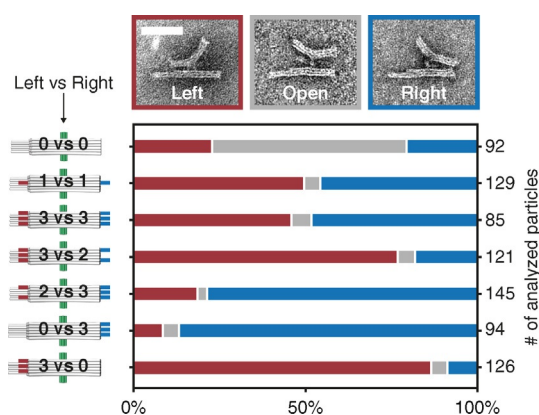 Left Open Right
Left vs Right
0 vs 0 92
1 vs 1 129
3 vs 3 85
3 vs 2 121
2 vs 3 145
0 vs 3 94
3 vs 0 126
# of analyzed particles
0% 50% 100%